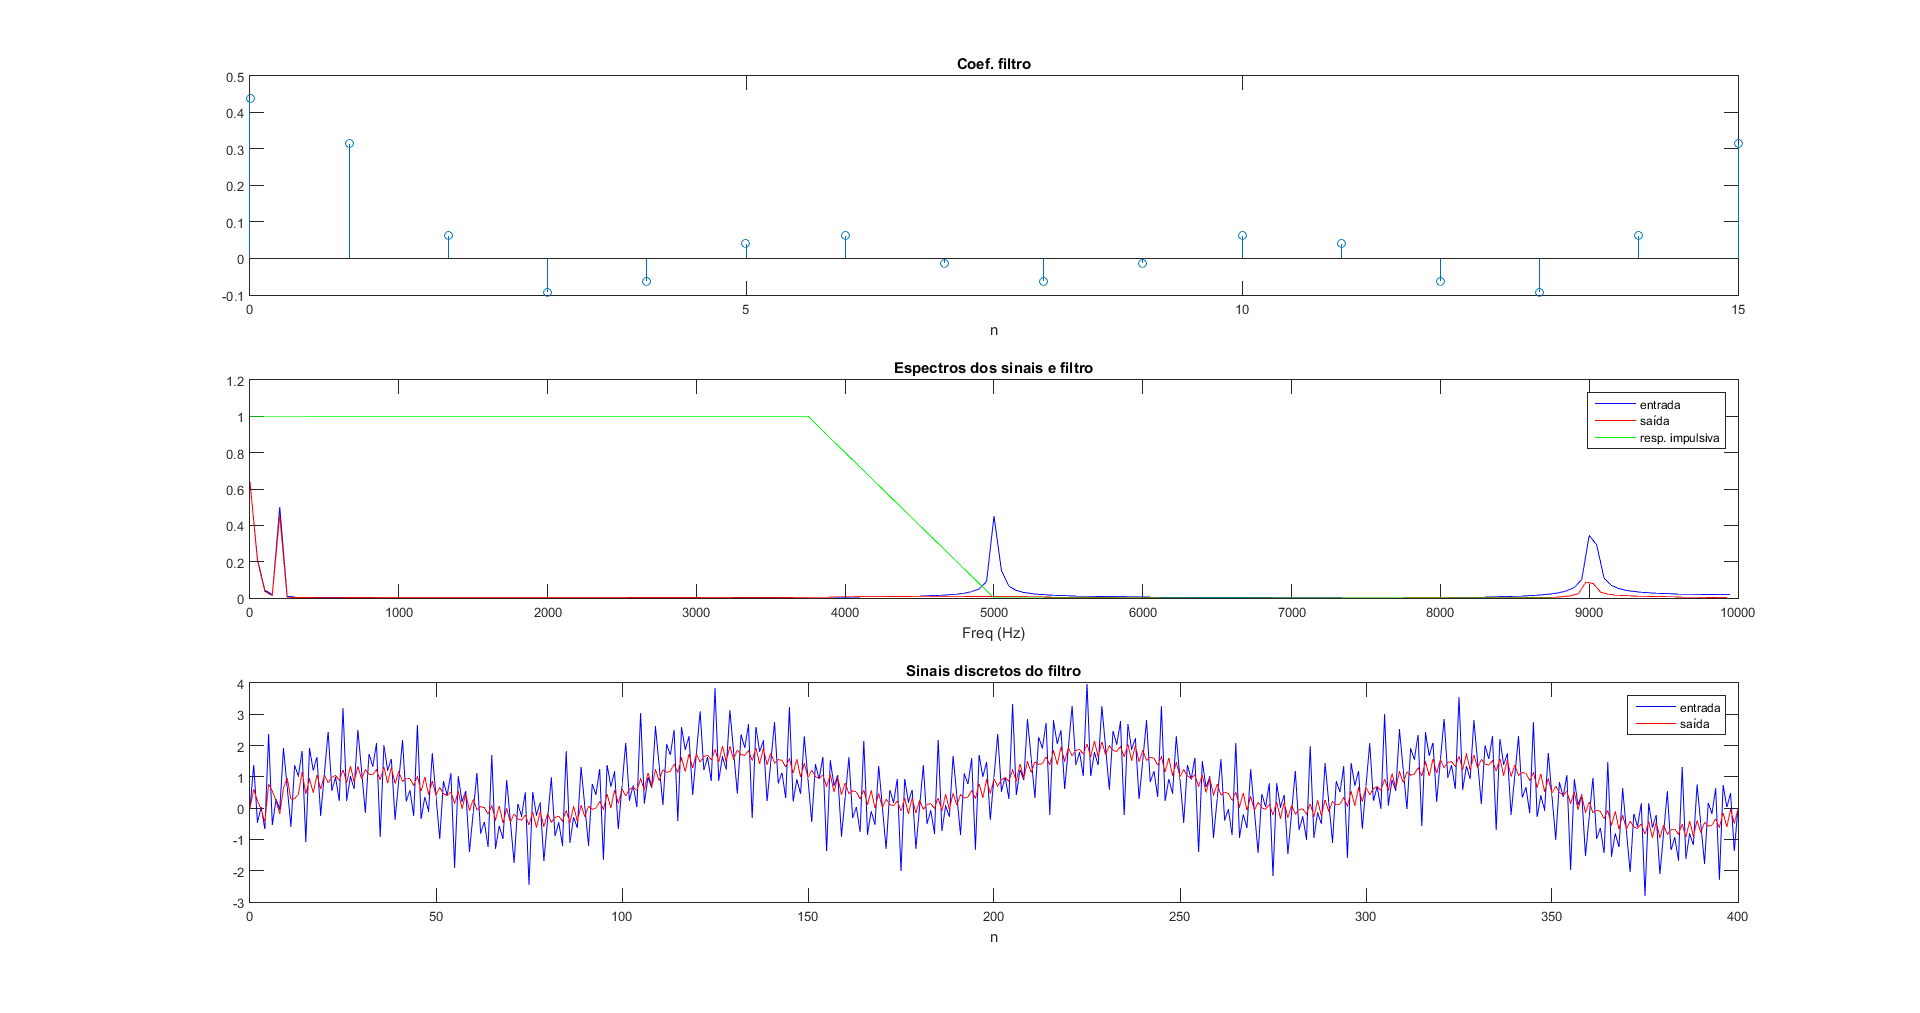 Coef. filtro
0.5
0.4
0.3
0.2
0.1
0
-0.1
0 5 10 15
n
Espectros dos sinais e filtro
1.2
1
0.8
0.6
0.4
0.2
0
entrada
saída
resp. impulsiva
0 1000 2000 3000 4000 5000 6000 7000 8000 9000 10000
Freq (Hz)
Sinais discretos do filtro
4
3
2
1
0
-1
-2
-3
entrada
saída
0 50 100 150 200 250 300 350 400
n